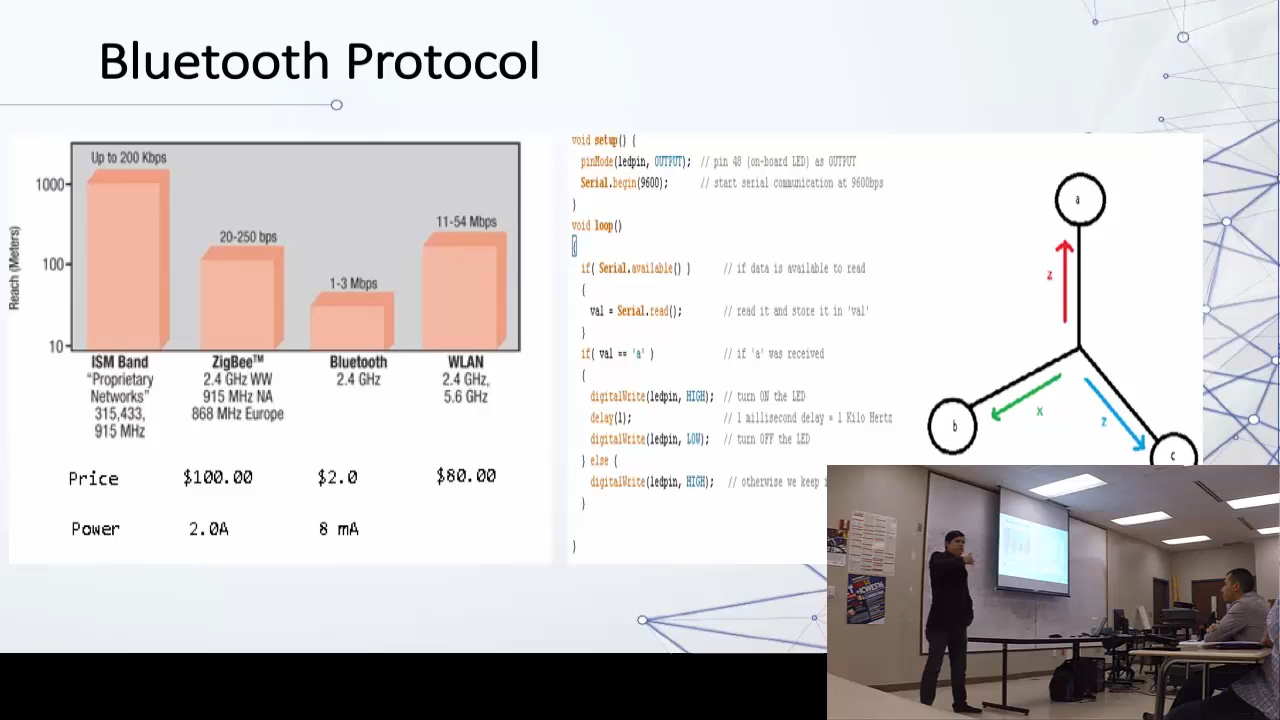 Bluetooth Protocol
Up to 200 Kbps
20-250 bps
1-3 Mbps
11-54 Mbps
Reach (Meters)
1000
100
10
ISM Band
"Proprietary
Networks"
315,433,
915 MHz
ZigBee™
2.4 GHz WW
915 MHz NA
868 MHz Europe
Bluetooth
2.4 GHz
WLAN
2.4 GHz,
5.6 GHz
Price $100.00 $2.0 $80.00
Power 2.0A 8 mA
void setup() {
pinMode(ledpin, OUTPUT); // pin 48 (on-board LED) as OUTPUT
Serial.begin(9600); // start serial communication at 9600bps
}
void loop()
{
if( Serial.available() ) // if data is available to read
{
val = Serial.read(); // read it and store it in 'val'
}
if( val == 'a' ) // if 'a' was received
{
digitalWrite(ledpin, HIGH); // turn ON the LED
delay(1); // 1 millisecond delay = 1 Kilo Hertz
digitalWrite(ledpin, LOW); // turn OFF the LED
} else {
digitalWrite(ledpin, HIGH); // otherwise we keep i
}
}
a
z
x
z
b
c